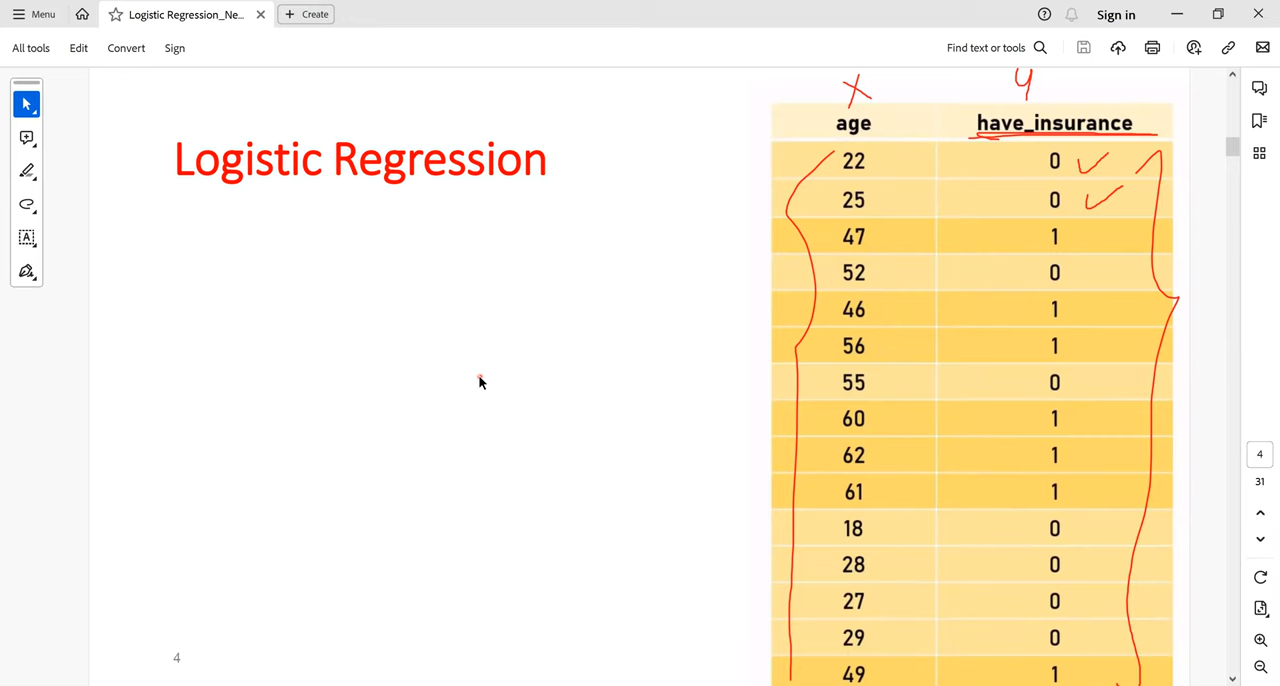 Menu
Logistic Regression_Ne...
Create
Sign in
All tools
Edit
Convert
Sign
Find text or tools
X
y
Logistic Regression
age have_insurance
22 0
25 0
47 1
52 0
46 1
56 1
55 0
60 1
62 1
61 1
18 0
28 0
27 0
29 0
49 1
4
4
31